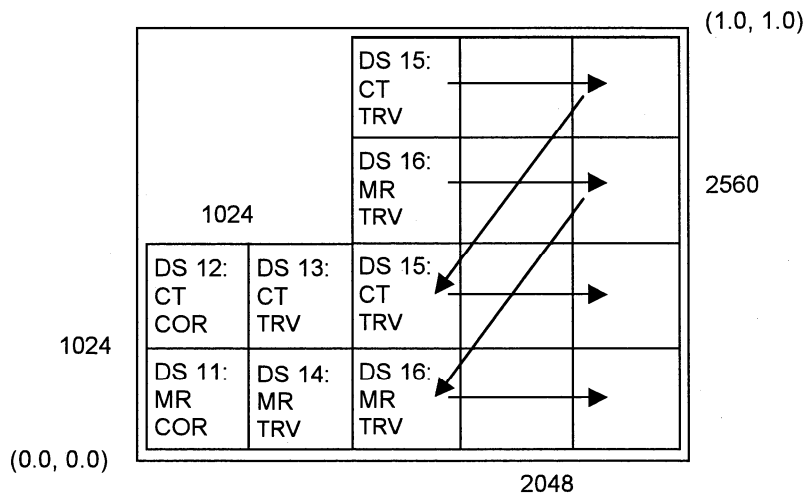 (1.0, 1.0)
DS 15:
CT
TRV
DS 16:
MR
TRV
2560
1024
DS 12:
CT
COR
DS 13:
CT
TRV
DS 15:
CT
TRV
1024
DS 11:
MR
COR
DS 14:
MR
TRV
DS 16:
MR
TRV
(0.0, 0.0)
2048